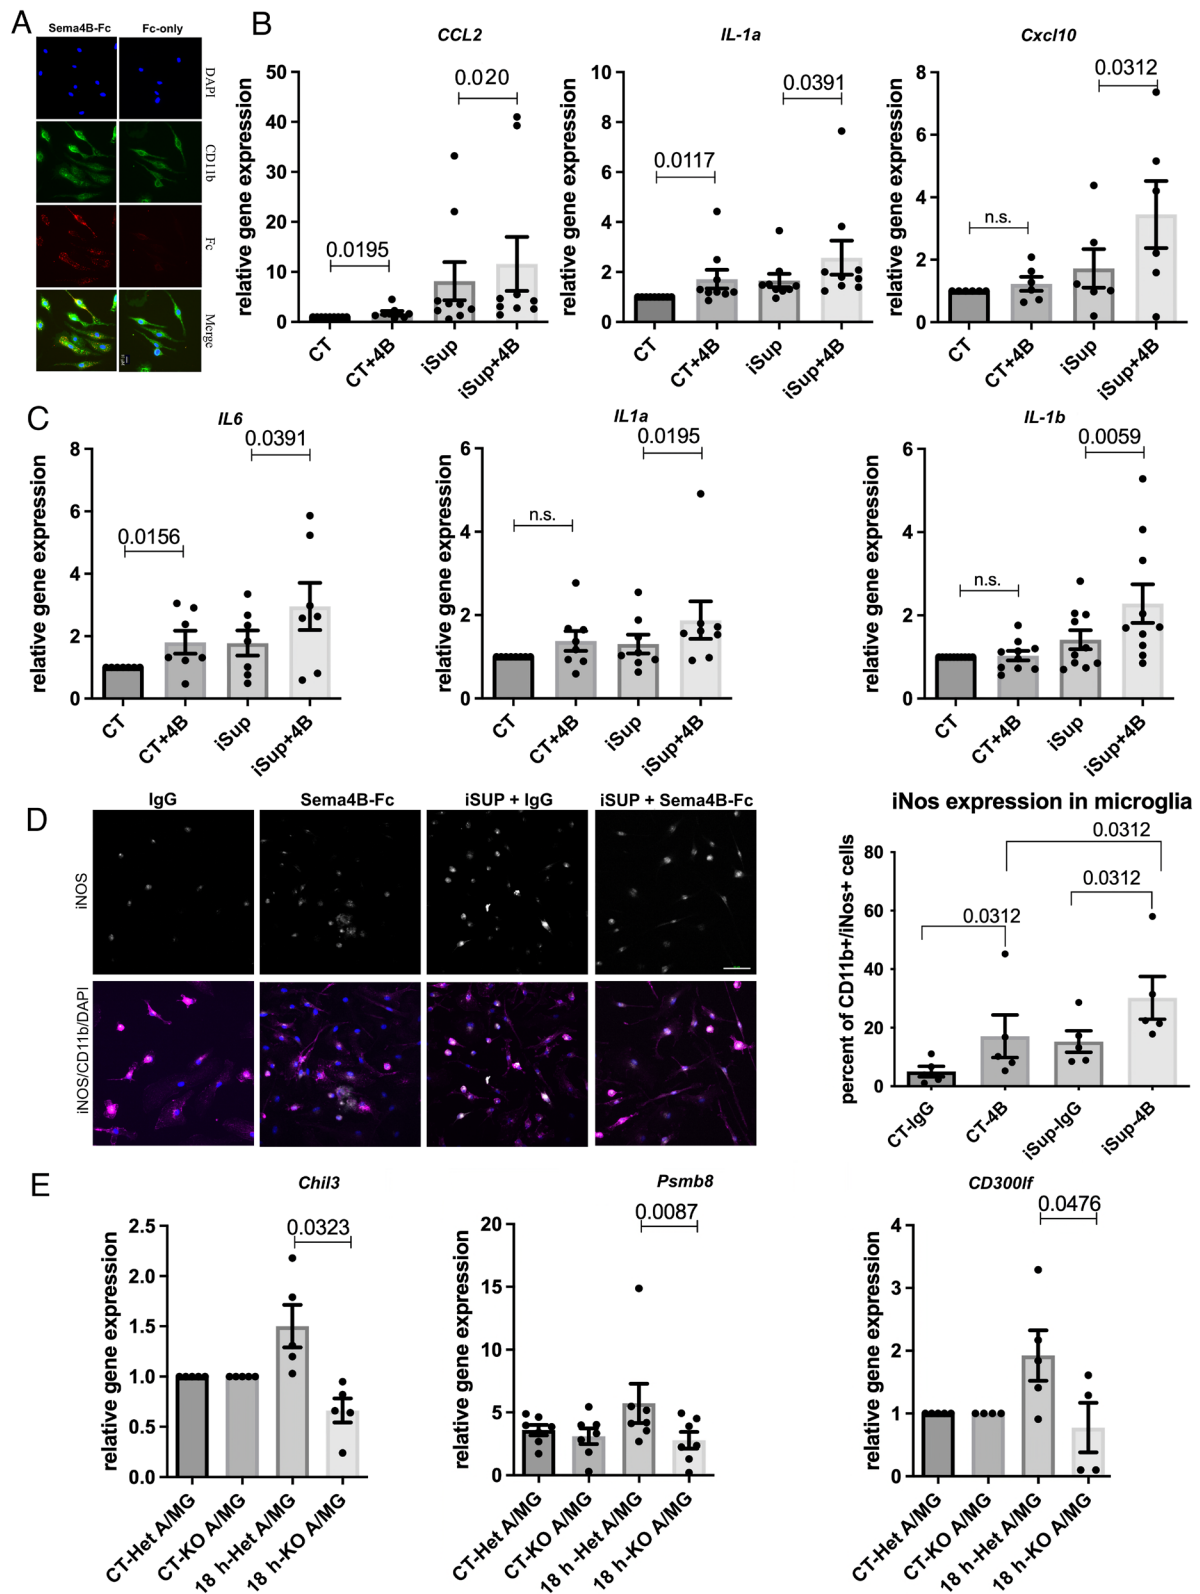 A
Sema4B-Fc Fc-only
DAPI
CD11b
Fc
Merge
B
CCL2
relative gene expression
50
40
30
20
10
0
0.0195
0.020
CT
CT+4B
iSup
iSup+4B
IL-1a
relative gene expression
10
8
6
4
2
0
0.0117
0.0391
CT
CT+4B
iSup
iSup+4B
Cxcl10
relative gene expression
8
6
4
2
0
n.s.
0.0312
CT
CT+4B
iSup
iSup+4B
C
IL6
relative gene expression
8
6
4
2
0
0.0156
0.0391
CT
CT+4B
iSup
iSup+4B
IL1a
relative gene expression
6
4
2
0
n.s.
0.0195
CT
CT+4B
iSup
iSup+4B
IL-1b
relative gene expression
6
4
2
0
n.s.
0.0059
CT
CT+4B
iSup
iSup+4B
D
IgG Sema4B-Fc iSUP + IgG iSUP + Sema4B-Fc
iNOS
iNOS/CD11b/DAPI
iNos expression in microglia
percent of CD11b+/iNos+ cells
80
60
40
20
0
0.0312
0.0312
0.0312
CT-IgG
CT-4B
iSup-IgG
iSup-4B
E
Chil3
relative gene expression
2.5
2.0
1.5
1.0
0.5
0.0
0.0323
CT-Het A/MG
CT-KO A/MG
18 h-Het A/MG
18 h-KO A/MG
Psmb8
relative gene expression
20
15
10
5
0
0.0087
CT-Het A/MG
CT-KO A/MG
18 h-Het A/MG
18 h-KO A/MG
CD300lf
relative gene expression
4
3
2
1
0
0.0476
CT-Het A/MG
CT-KO A/MG
18 h-Het A/MG
18 h-KO A/MG